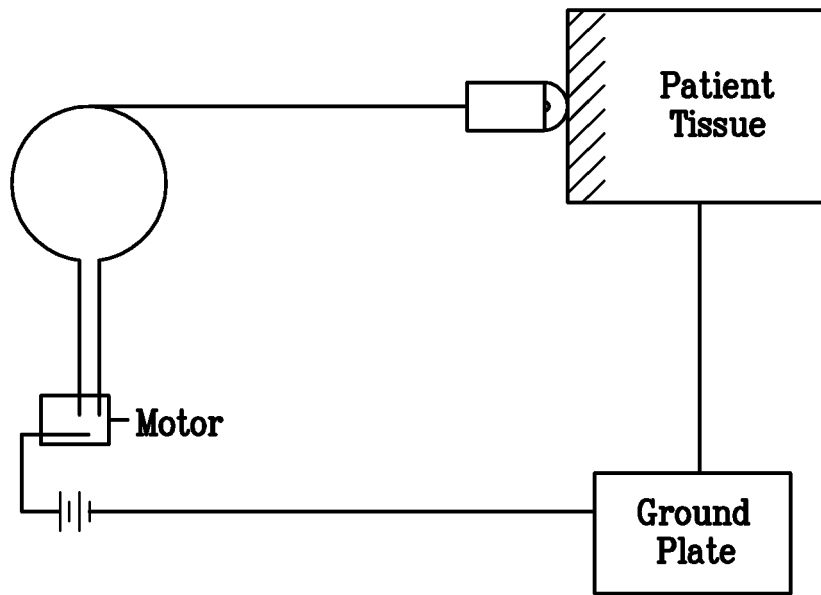 Patient
Tissue
Motor
Ground
Plate